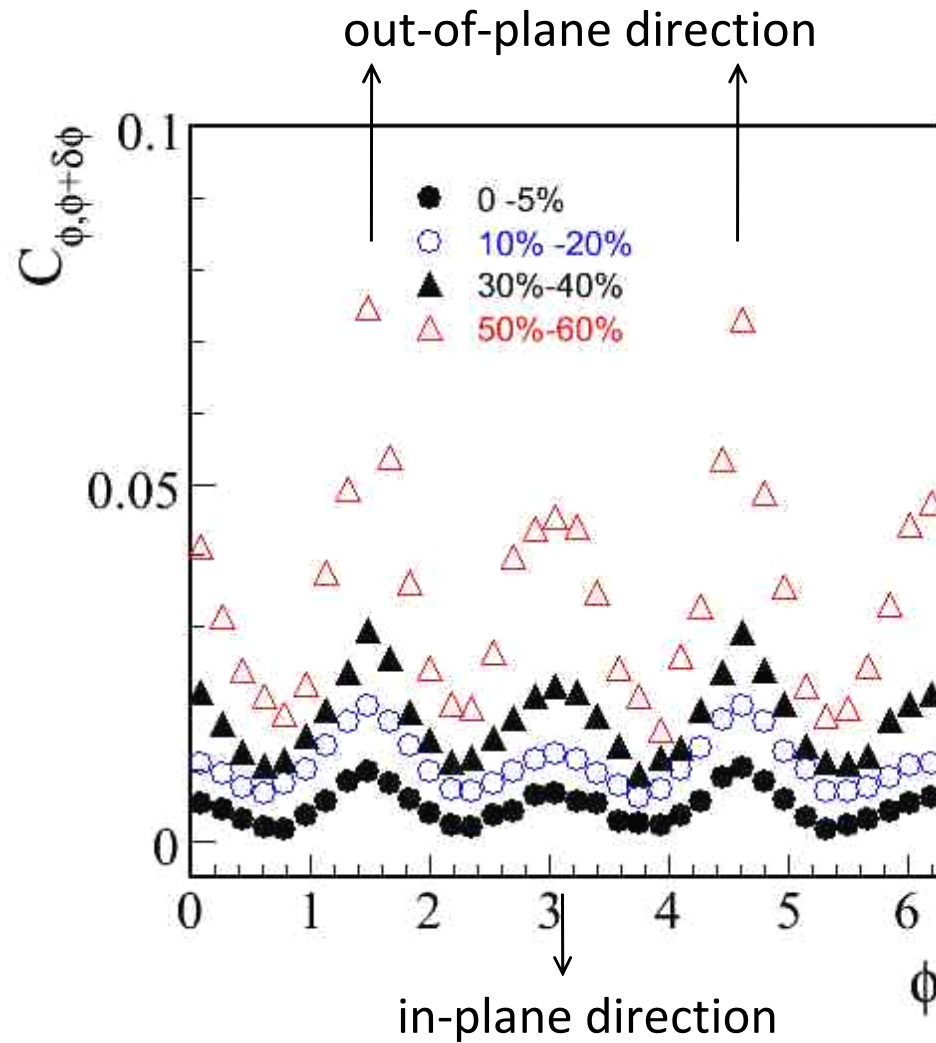 out-of-plane direction
0.1
C ϕ,ϕ+δϕ
0 -5%
10% -20%
30%-40%
50%-60%
0.05
0
0 1 2 3 4 5 6
ϕ
in-plane direction